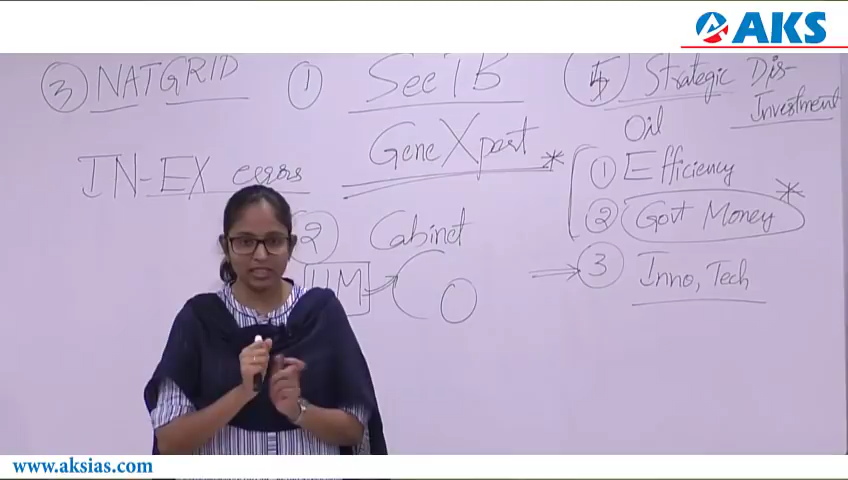 AKS
③ NATGRID
IN-EX errors
① See TB
GeneXpert *
② Cabinet
HM
Strategic Dis-
Investment
Oil
① Efficiency
② Govt Money *
③ Inno, Tech
www.aksias.com